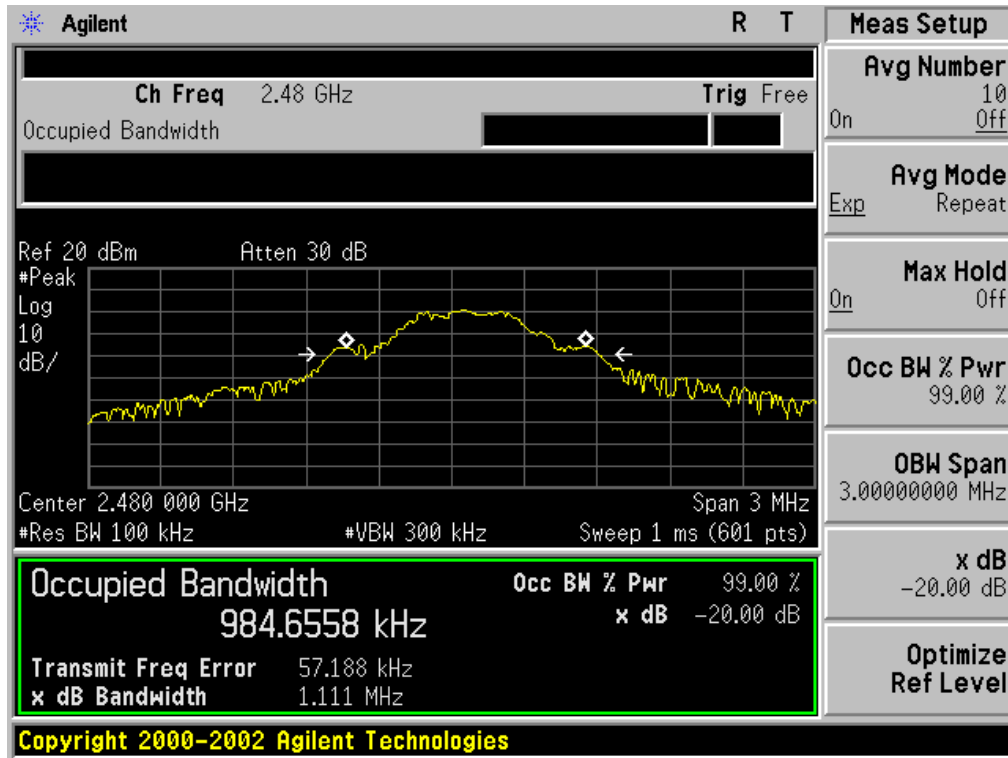 Agilent R T
Ch Freq 2.48 GHz Trig Free
Occupied Bandwidth
Ref 20 dBm Atten 30 dB
#Peak
Log
10
dB/
Center 2.480 000 GHz Span 3 MHz
#Res BW 100 kHz #VBW 300 kHz Sweep 1 ms (601 pts)
Occupied Bandwidth Occ BW % Pwr 99.00 %
984.6558 kHz x dB -20.00 dB
Transmit Freq Error 57.188 kHz
x dB Bandwidth 1.111 MHz
Copyright 2000-2002 Agilent Technologies
Meas Setup
Avg Number
10
On Off
Avg Mode
Exp Repeat
Max Hold
On Off
Occ BW % Pwr
99.00 %
OBW Span
3.00000000 MHz
x dB
-20.00 dB
Optimize
Ref Level